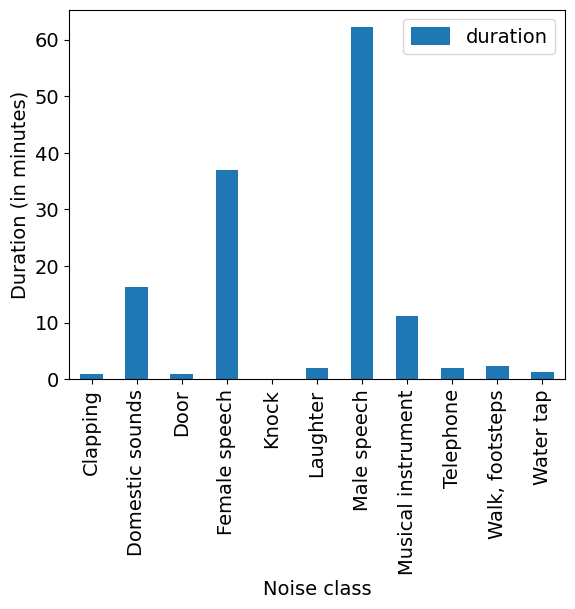 duration
Duration (in minutes)
60
50
40
30
20
10
0
Clapping
Domestic sounds
Door
Female speech
Knock
Laughter
Male speech
Musical instrument
Telephone
Walk, footsteps
Water tap
Noise class